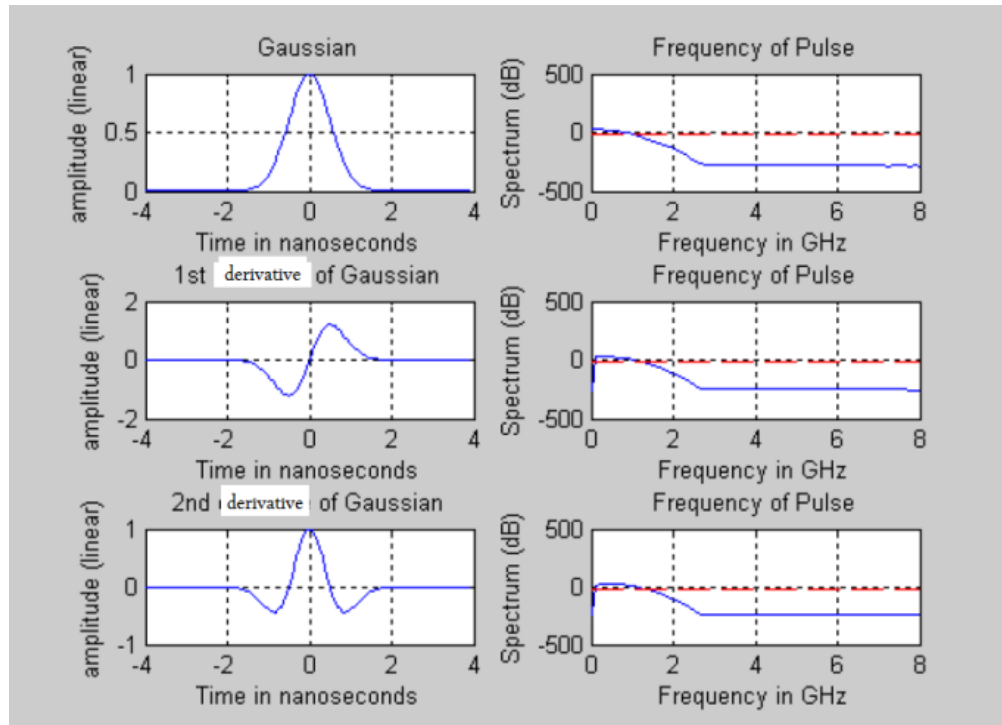 Gaussian
amplitude (linear)
1
0.5
0
-4 -2 0 2 4
Time in nanoseconds
Frequency of Pulse
Spectrum (dB)
500
0
-500
0 2 4 6 8
Frequency in GHz
1st derivative of Gaussian
amplitude (linear)
2
0
-2
-4 -2 0 2 4
Time in nanoseconds
Frequency of Pulse
Spectrum (dB)
500
0
-500
0 2 4 6 8
Frequency in GHz
2nd derivative of Gaussian
amplitude (linear)
1
0
-1
-4 -2 0 2 4
Time in nanoseconds
Frequency of Pulse
Spectrum (dB)
500
0
-500
0 2 4 6 8
Frequency in GHz